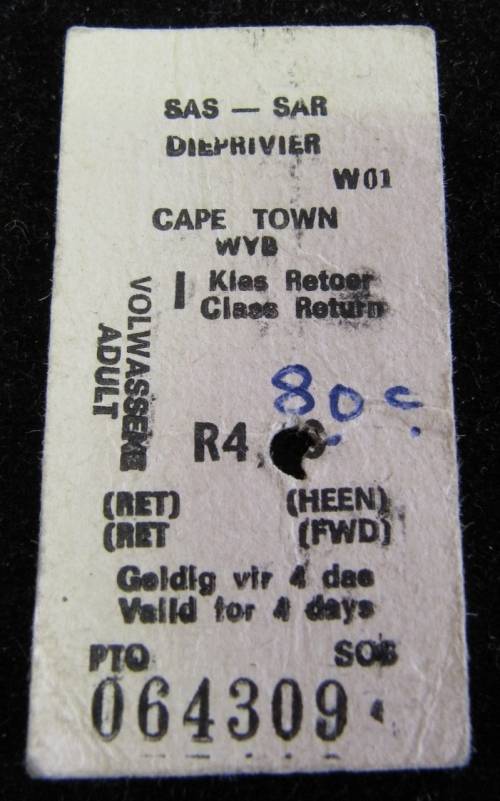 SAS — SAR
DIEPRIVIER
W01
CAPE TOWN
WYB
I Klas Retoer
Class Return
VOLWASSENE
ADULT
80c
R4,
(RET) (HEEN)
(RET (FWD)
Geldig vir 4 dae
Valid for 4 days
PTO SOB
064309